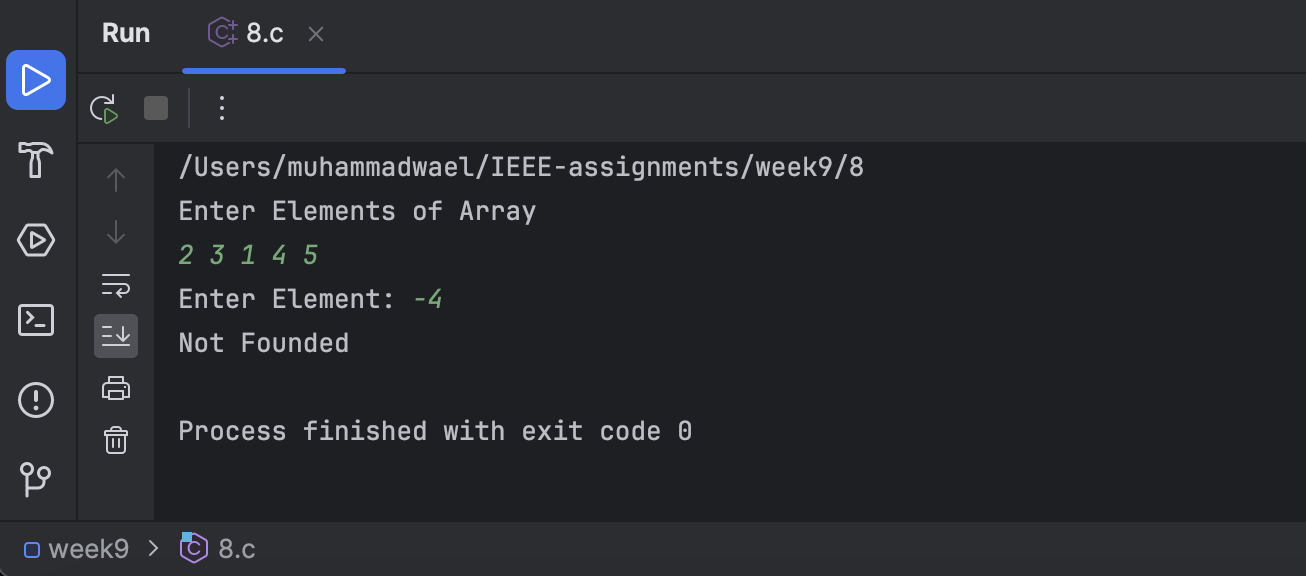 Run 8.c
/Users/muhammadwael/IEEE-assignments/week9/8
Enter Elements of Array
2 3 1 4 5
Enter Element: -4
Not Founded
Process finished with exit code 0
week9 > 8.c